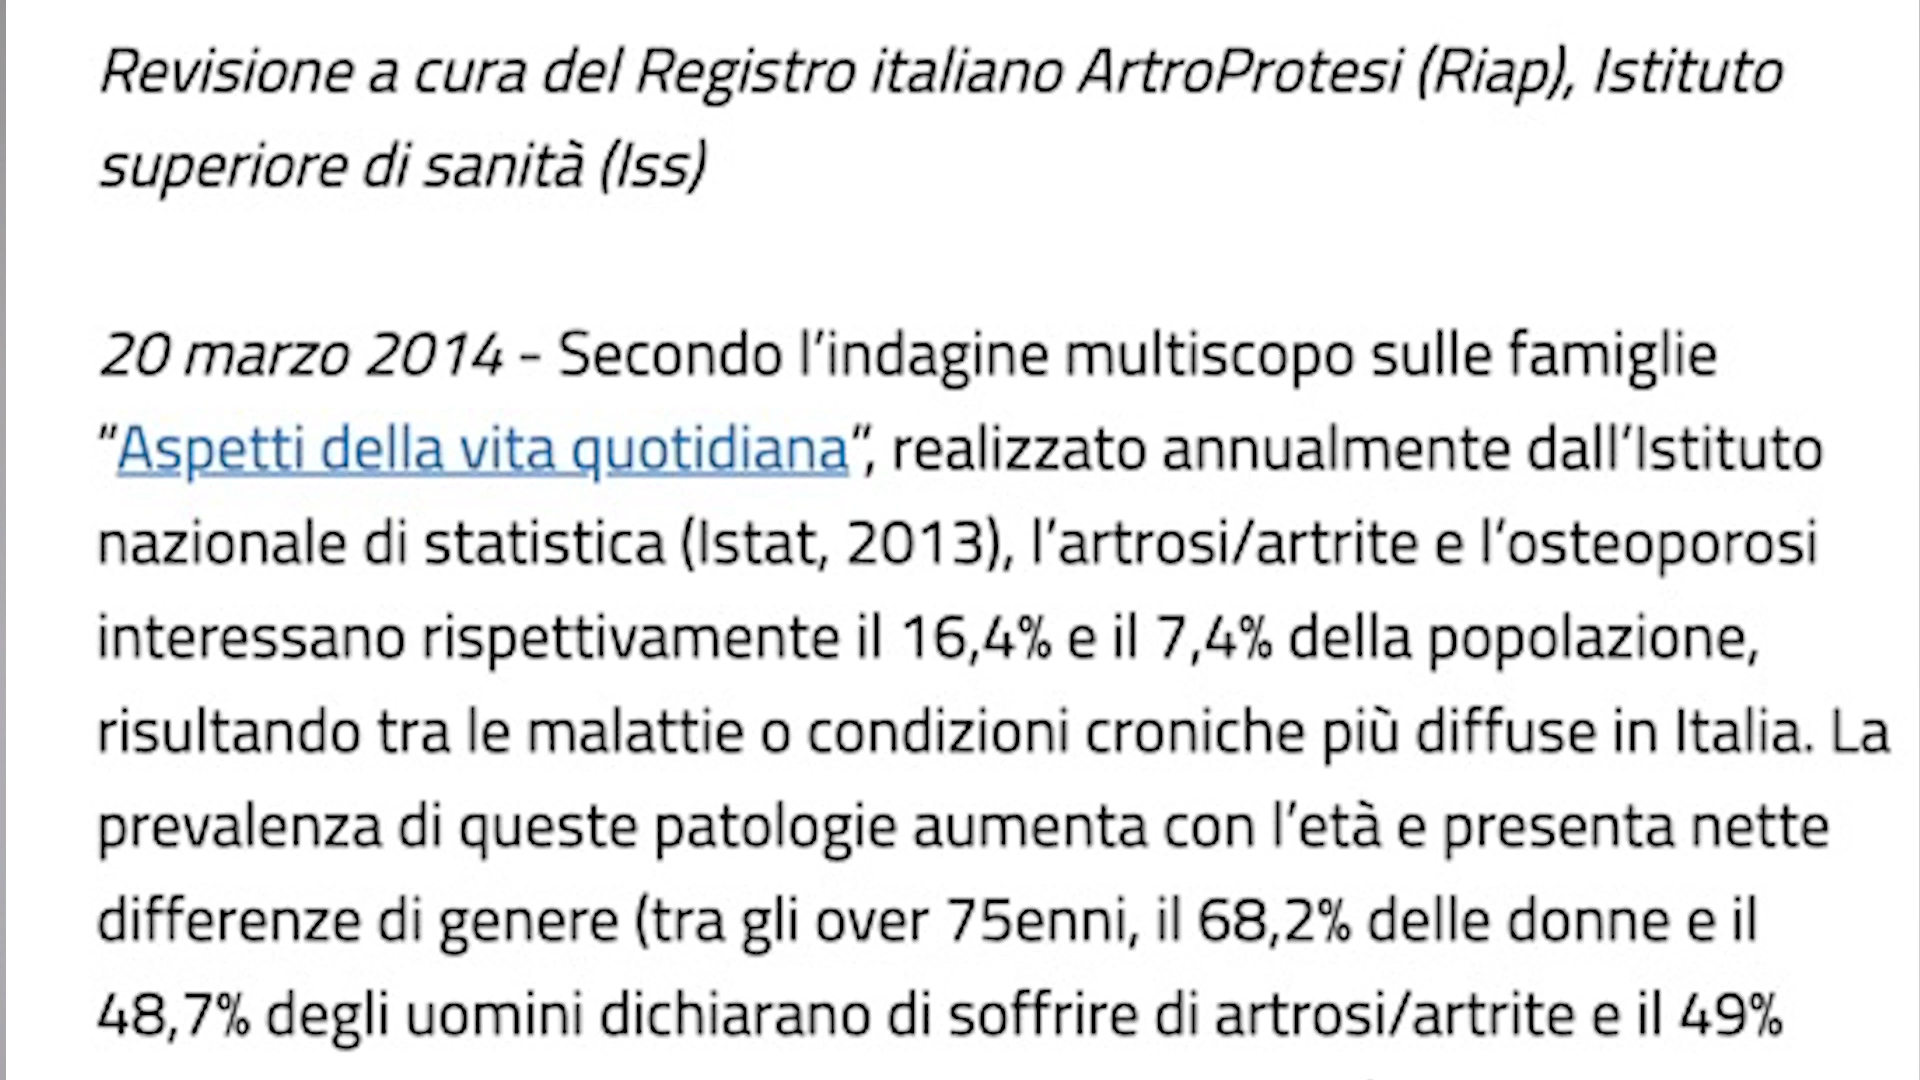 Revisione a cura del Registro italiano ArtroProtesi (Riap), Istituto
superiore di sanità (Iss)
20 marzo 2014 - Secondo l’indagine multiscopo sulle famiglie
“Aspetti della vita quotidiana”, realizzato annualmente dall’Istituto
nazionale di statistica (Istat, 2013), l’artrosi/artrite e l’osteoporosi
interessano rispettivamente il 16,4% e il 7,4% della popolazione,
risultando tra le malattie o condizioni croniche più diffuse in Italia. La
prevalenza di queste patologie aumenta con l’età e presenta nette
differenze di genere (tra gli over 75enni, il 68,2% delle donne e il
48,7% degli uomini dichiarano di soffrire di artrosi/artrite e il 49%